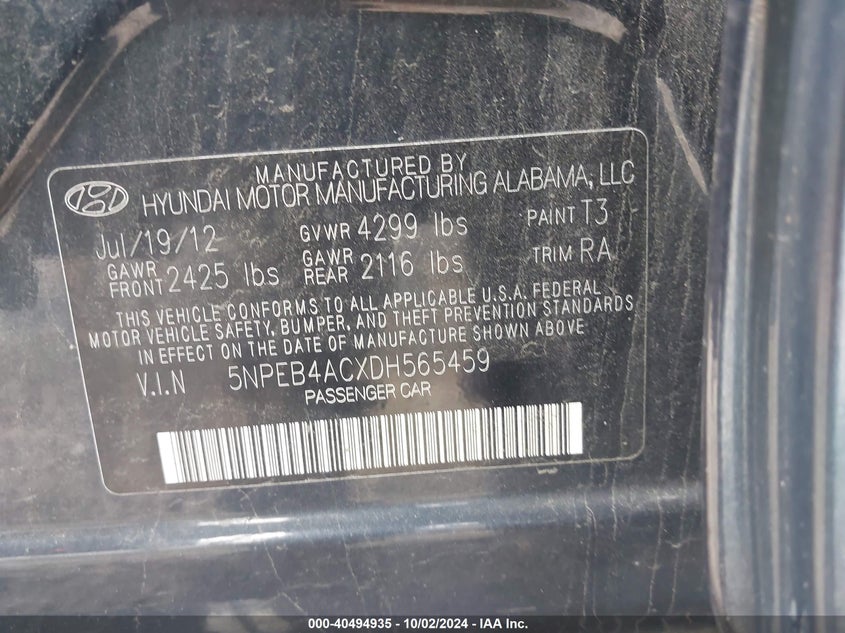 MANUFACTURED BY
HYUNDAI MOTOR MANUFACTURING ALABAMA, LLC
Jul/19/12 GVWR 4299 lbs PAINT T3
GAWR FRONT 2425 lbs GAWR REAR 2116 lbs TRIM RA
THIS VEHICLE CONFORMS TO ALL APPLICABLE U.S.A. FEDERAL
MOTOR VEHICLE SAFETY, BUMPER, AND THEFT PREVENTION STANDARDS
IN EFFECT ON THE DATE OF MANUFACTURE SHOWN ABOVE
V.I.N 5NPEB4ACXDH565459
PASSENGER CAR
000-40494935 - 10/02/2024 - © IAA, Inc.